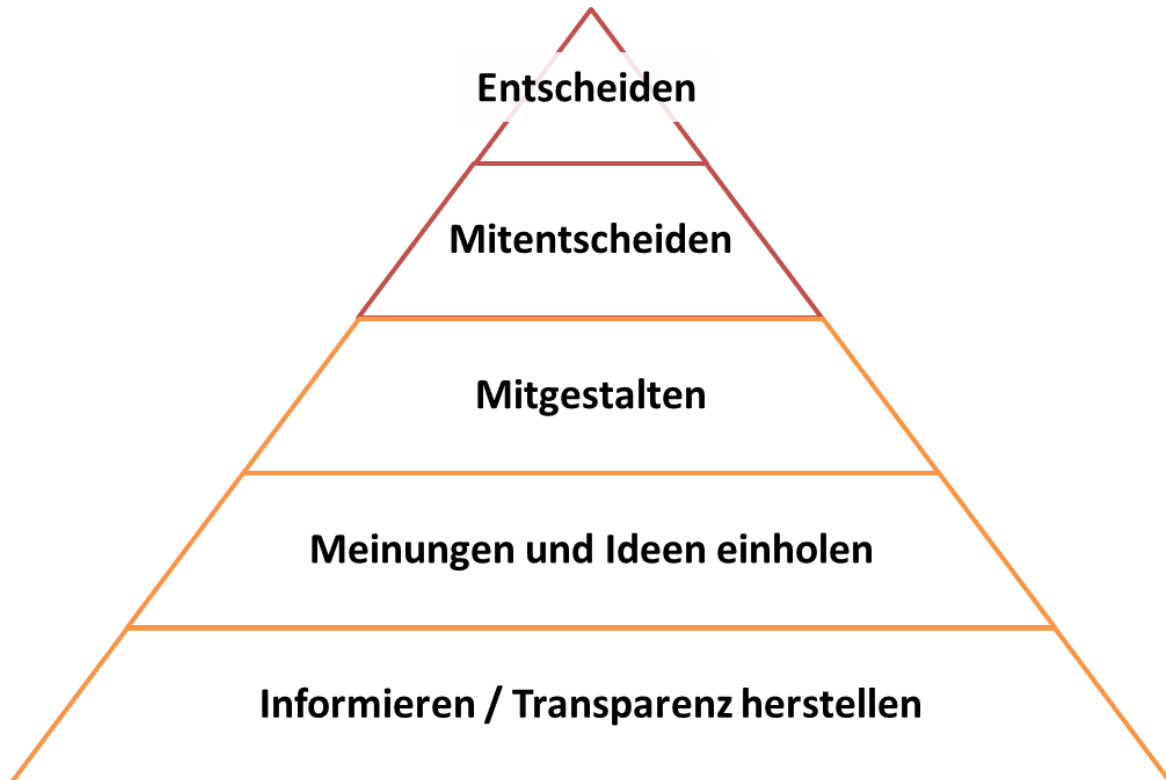 Entscheiden
Mitentscheiden
Mitgestalten
Meinungen und Ideen einholen
Informieren / Transparenz herstellen